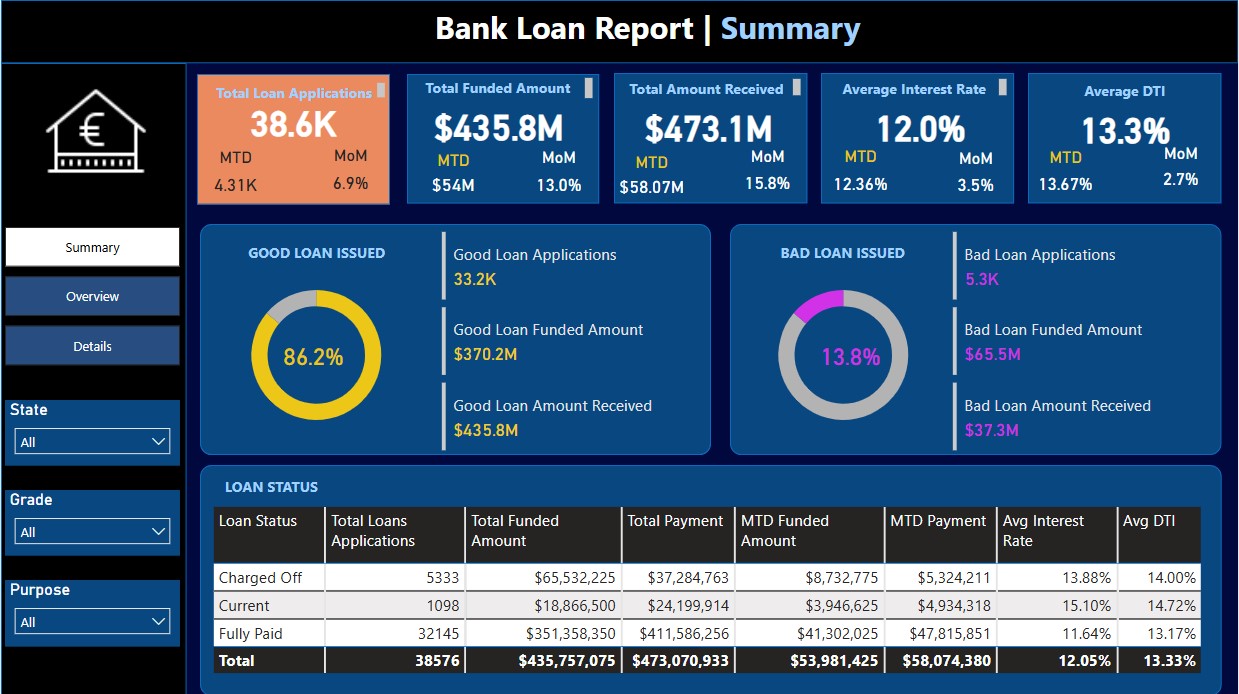 Bank Loan Report | Summary
Total Loan Applications
38.6K
MTD MoM
4.31K 6.9%
Total Funded Amount
$435.8M
MTD MoM
$54M 13.0%
Total Amount Received
$473.1M
MTD MoM
$58.07M 15.8%
Average Interest Rate
12.0%
MTD MoM
12.36% 3.5%
Average DTI
13.3%
MTD MoM
13.67% 2.7%
€
Summary
Overview
Details
State
All
Grade
All
Purpose
All
GOOD LOAN ISSUED
86.2%
Good Loan Applications
33.2K
Good Loan Funded Amount
$370.2M
Good Loan Amount Received
$435.8M
BAD LOAN ISSUED
13.8%
Bad Loan Applications
5.3K
Bad Loan Funded Amount
$65.5M
Bad Loan Amount Received
$37.3M
LOAN STATUS
Loan Status Total Loans Applications Total Funded Amount Total Payment MTD Funded Amount MTD Payment Avg Interest Rate Avg DTI
Charged Off 5333 $65,532,225 $37,284,763 $8,732,775 $5,324,211 13.88% 14.00%
Current 1098 $18,866,500 $24,199,914 $3,946,625 $4,934,318 15.10% 14.72%
Fully Paid 32145 $351,358,350 $411,586,256 $41,302,025 $47,815,851 11.64% 13.17%
Total 38576 $435,757,075 $473,070,933 $53,981,425 $58,074,380 12.05% 13.33%